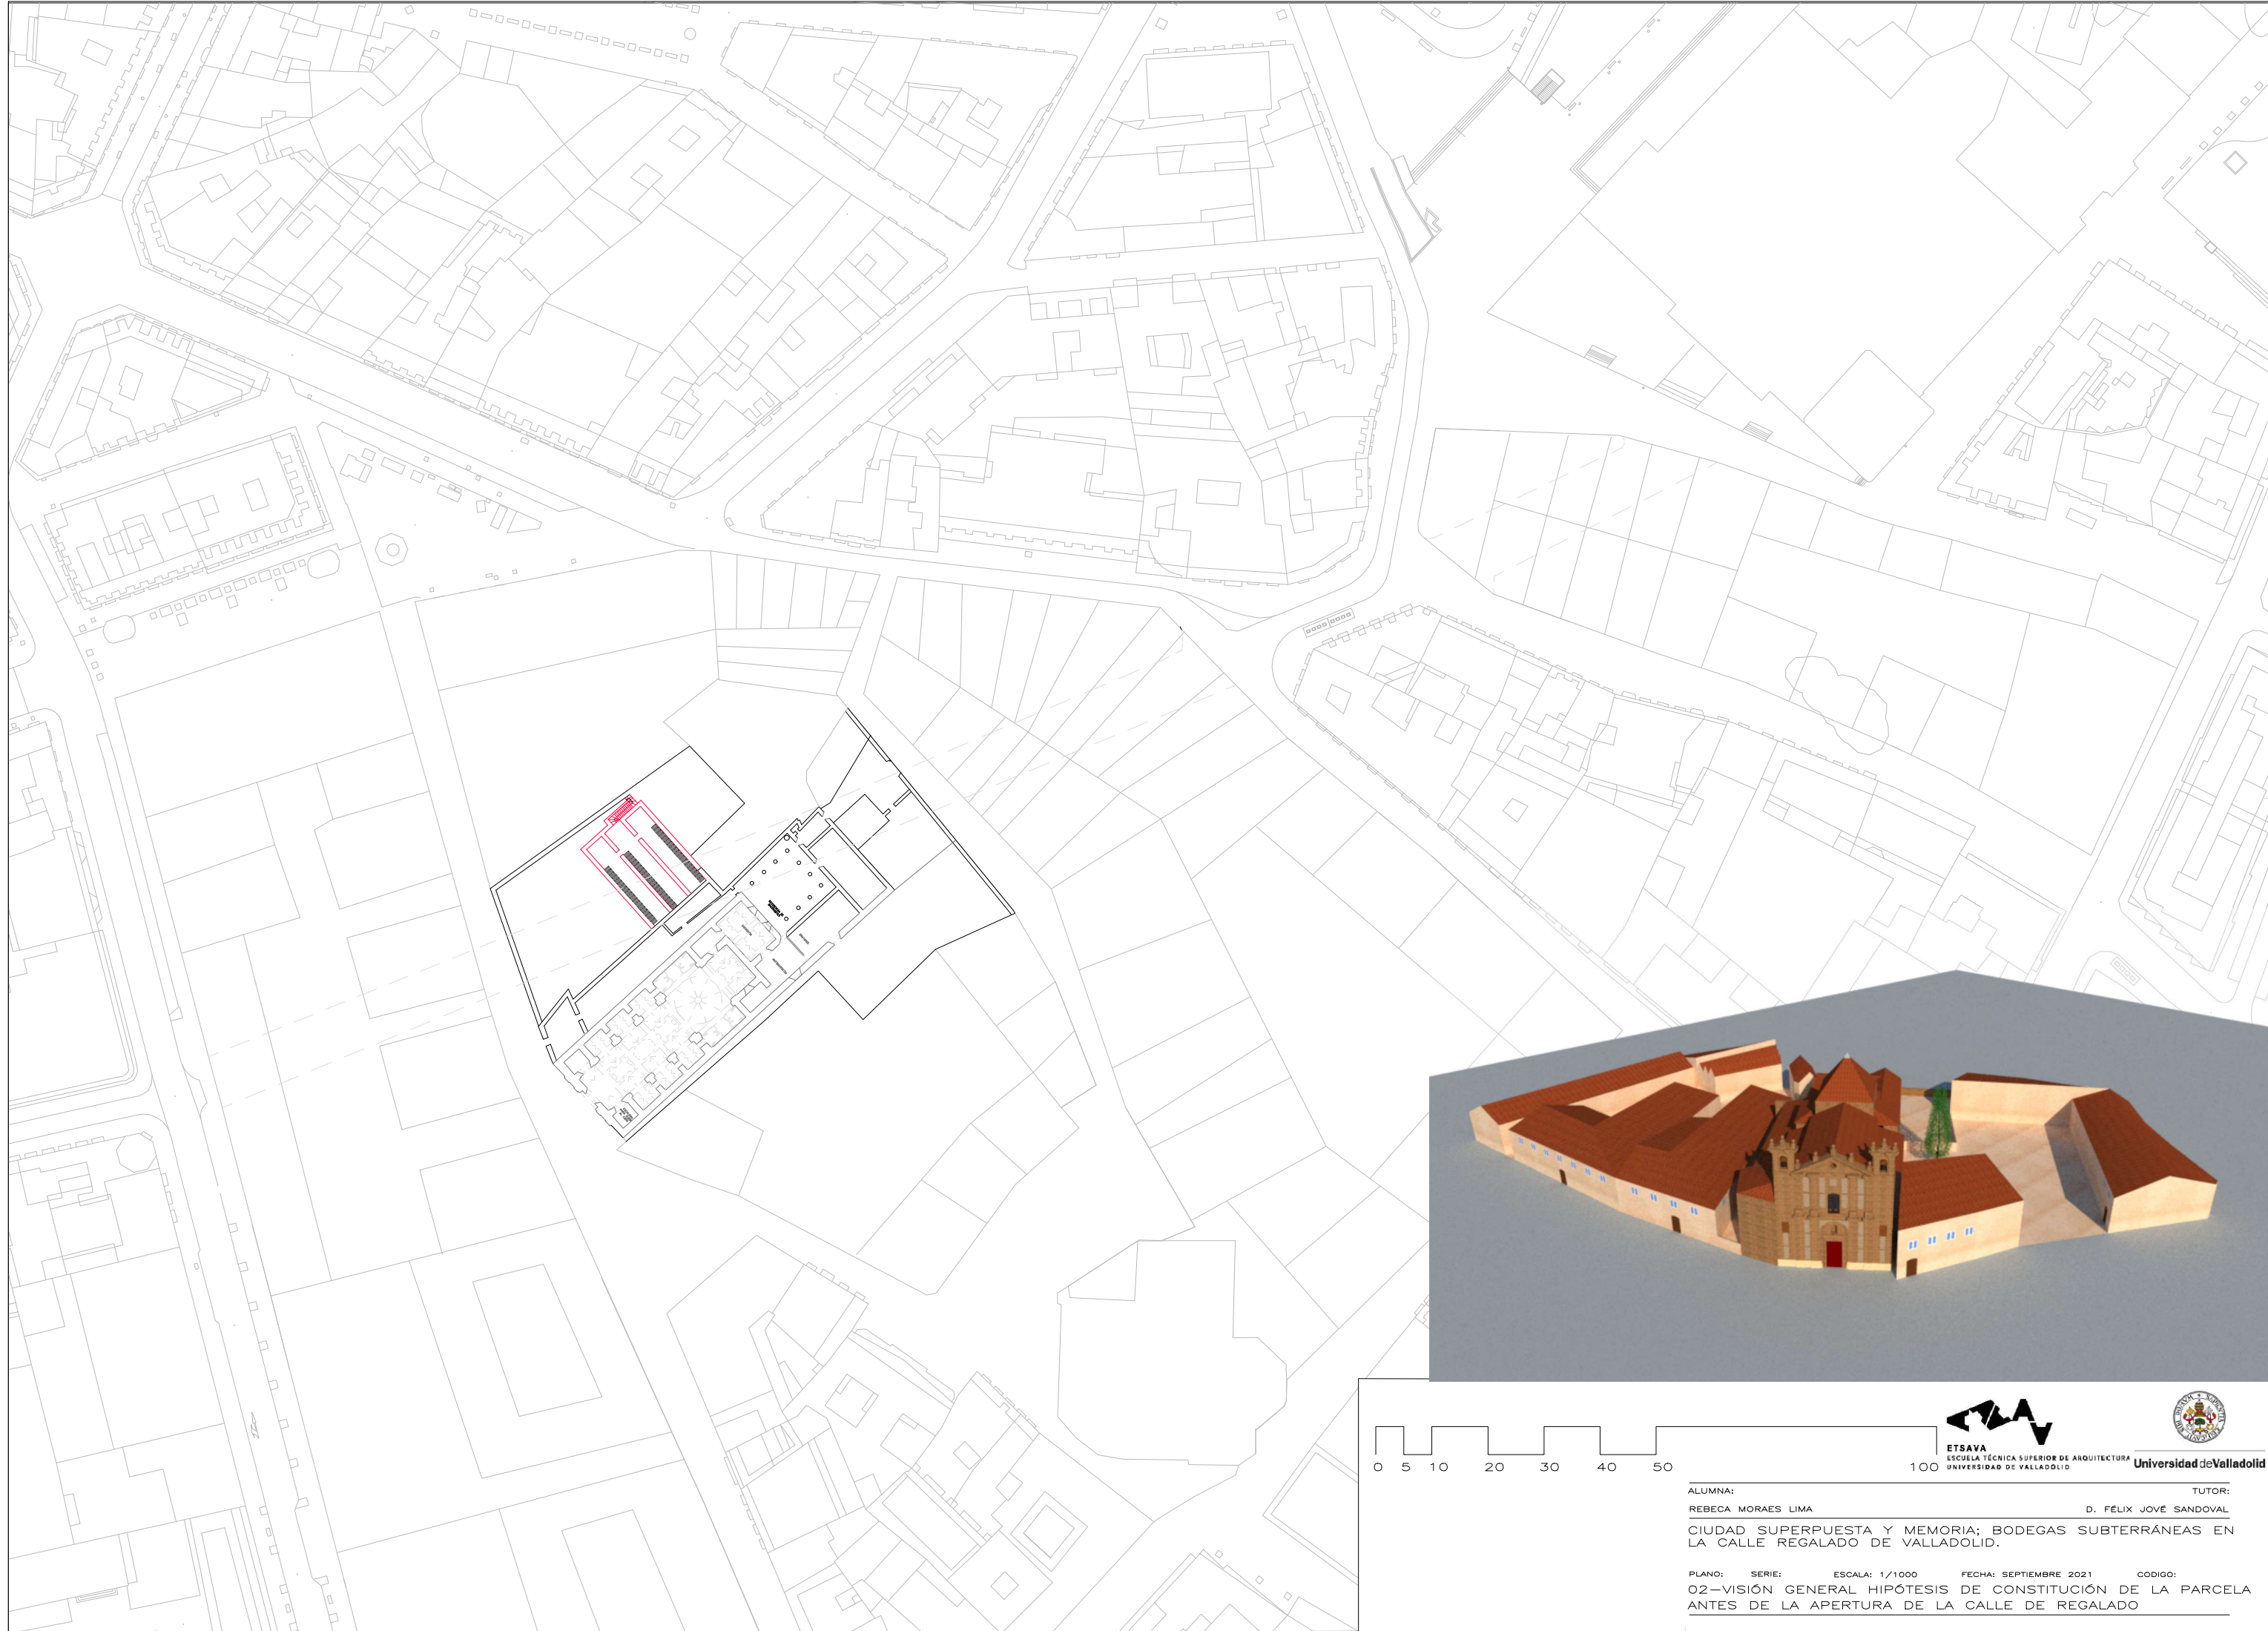 0 5 10 20 30 40 50 100
ETSAVA
ESCUELA TÉCNICA SUPERIOR DE ARQUITECTURA
UNIVERSIDAD DE VALLADOLID
Universidad de Valladolid
ALUMNA: TUTOR:
REBECA MORAES LIMA D. FÉLIX JOVÉ SANDOVAL
CIUDAD SUPERPUESTA Y MEMORIA; BODEGAS SUBTERRÁNEAS EN
LA CALLE REGALADO DE VALLADOLID.
PLANO: SERIE: ESCALA: 1/1000 FECHA: SEPTIEMBRE 2021 CODIGO:
02-VISIÓN GENERAL HIPÓTESIS DE CONSTITUCIÓN DE LA PARCELA
ANTES DE LA APERTURA DE LA CALLE DE REGALADO